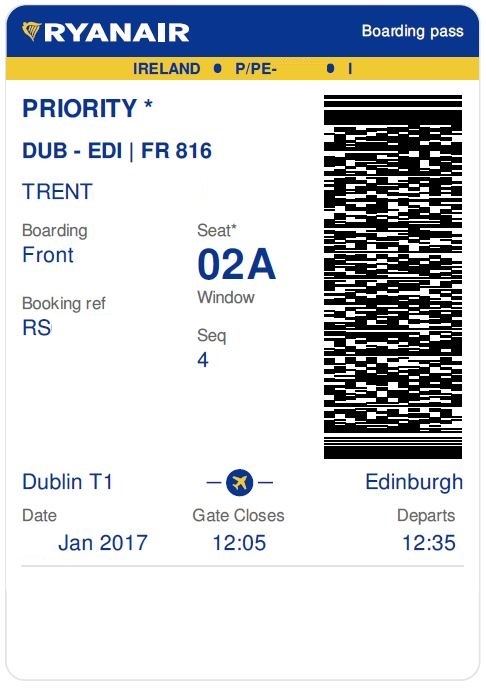 RYANAIR Boarding pass
IRELAND ● P/PE- ● I
PRIORITY *
DUB - EDI | FR 816
TRENT
Boarding Seat*
Front 02A
Window
Booking ref
RS
Seq
4
Dublin T1 Edinburgh
Date Gate Closes Departs
Jan 2017 12:05 12:35